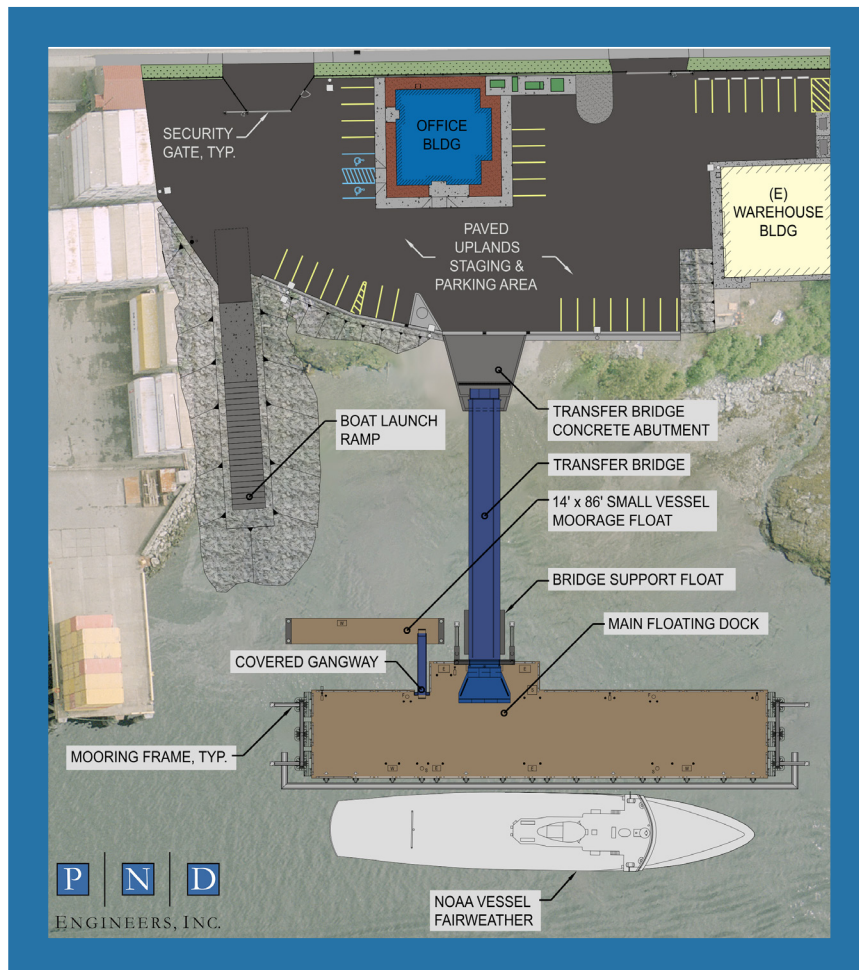 SECURITY
GATE, TYP.
OFFICE
BLDG
(E)
WAREHOUSE
BLDG
PAVED
UPLANDS
STAGING &
PARKING AREA
BOAT LAUNCH
RAMP
TRANSFER BRIDGE
CONCRETE ABUTMENT
TRANSFER BRIDGE
14' x 86' SMALL VESSEL
MOORAGE FLOAT
BRIDGE SUPPORT FLOAT
MAIN FLOATING DOCK
COVERED GANGWAY
MOORING FRAME, TYP.
NOAA VESSEL
FAIRWEATHER
P N D
ENGINEERS, INC.